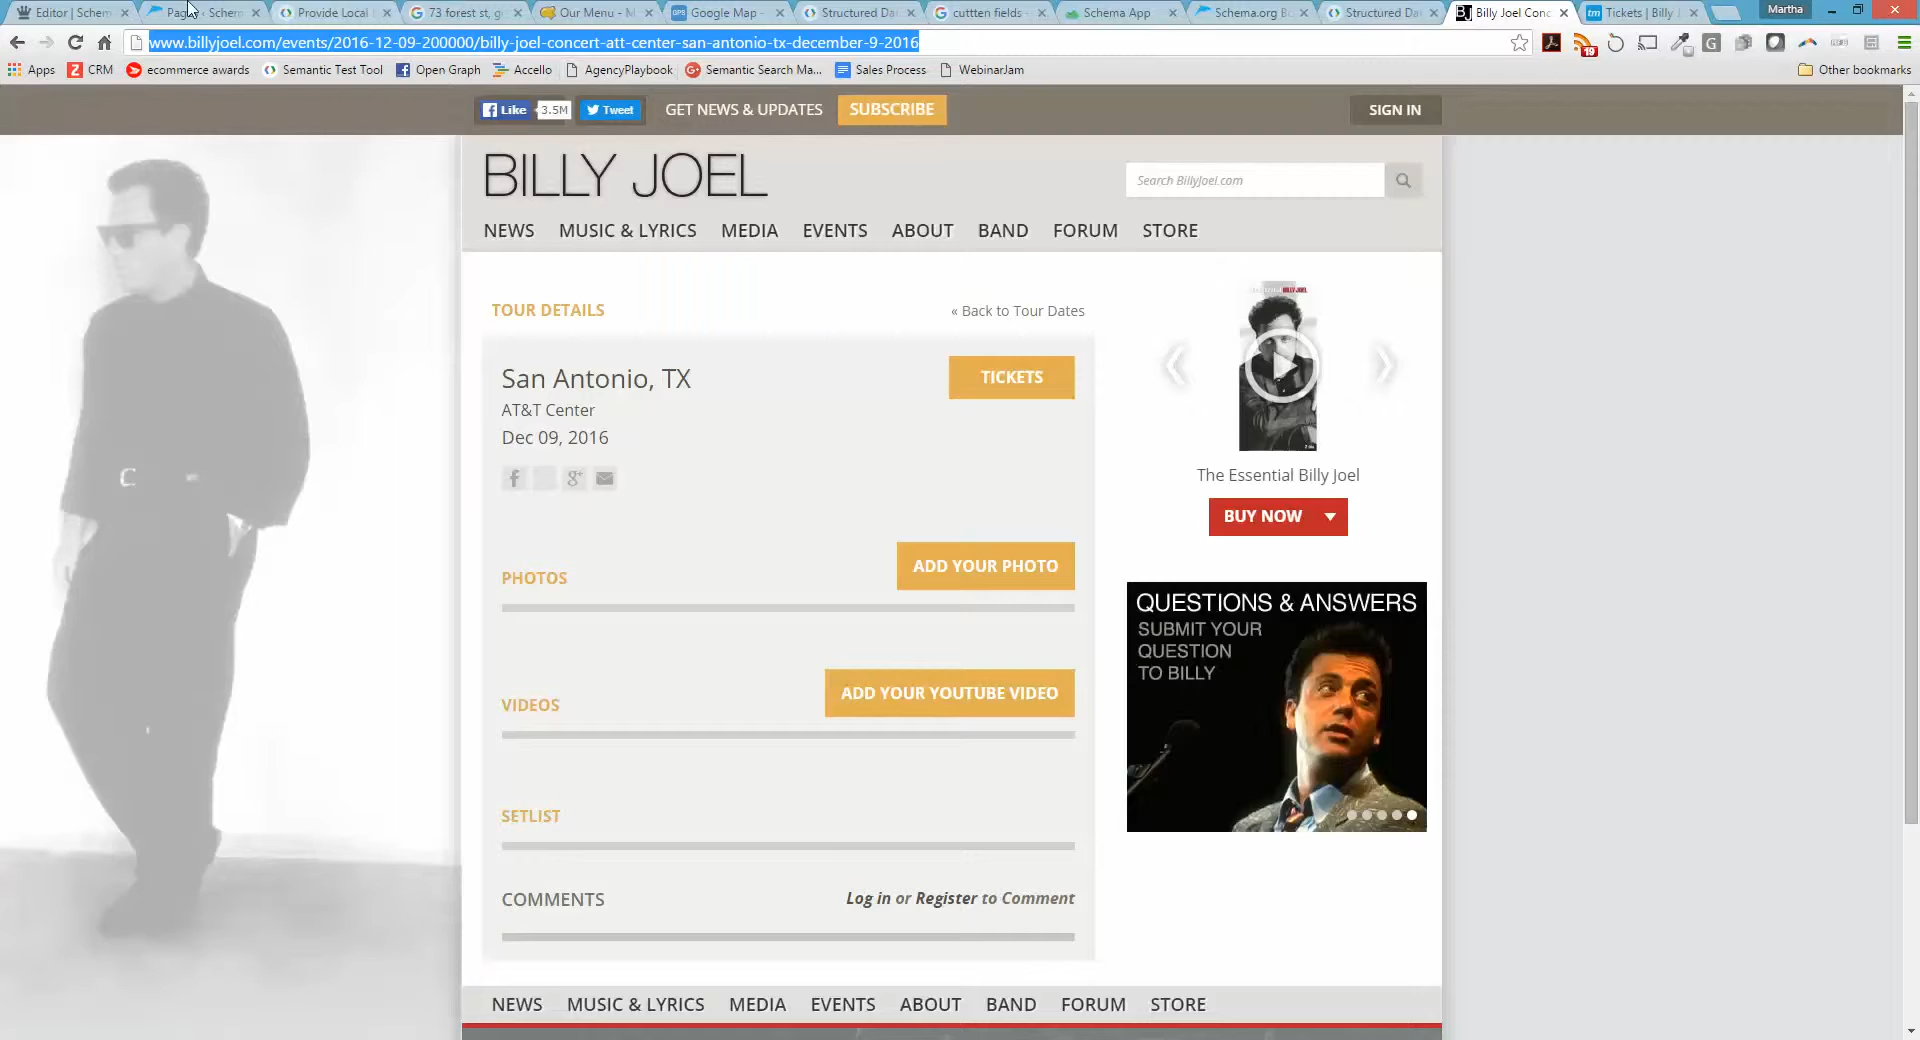 Editor | Schem
Page ‹ Schem
Provide Local
73 forest st, g
Our Menu - M
Google Map -
Structured Da
cuttten fields -
Schema App
Schema.org Bo
Structured Da
Billy Joel Conc
Tickets | Billy
Martha
www.billyjoel.com/events/2016-12-09-200000/billy-joel-concert-att-center-san-antonio-tx-december-9-2016
19
Apps CRM ecommerce awards Semantic Test Tool Open Graph Accello AgencyPlaybook Semantic Search Ma... Sales Process WebinarJam Other bookmarks
Like 3.5M Tweet GET NEWS & UPDATES SUBSCRIBE SIGN IN
BILLY JOEL
Search BillyJoel.com
NEWS MUSIC & LYRICS MEDIA EVENTS ABOUT BAND FORUM STORE
TOUR DETAILS
« Back to Tour Dates
San Antonio, TX
TICKETS
AT&T Center
Dec 09, 2016
The Essential Billy Joel
BUY NOW
ADD YOUR PHOTO
PHOTOS
ADD YOUR YOUTUBE VIDEO
VIDEOS
QUESTIONS & ANSWERS
SUBMIT YOUR
QUESTION
TO BILLY
SETLIST
COMMENTS
Log in or Register to Comment
NEWS MUSIC & LYRICS MEDIA EVENTS ABOUT BAND FORUM STORE